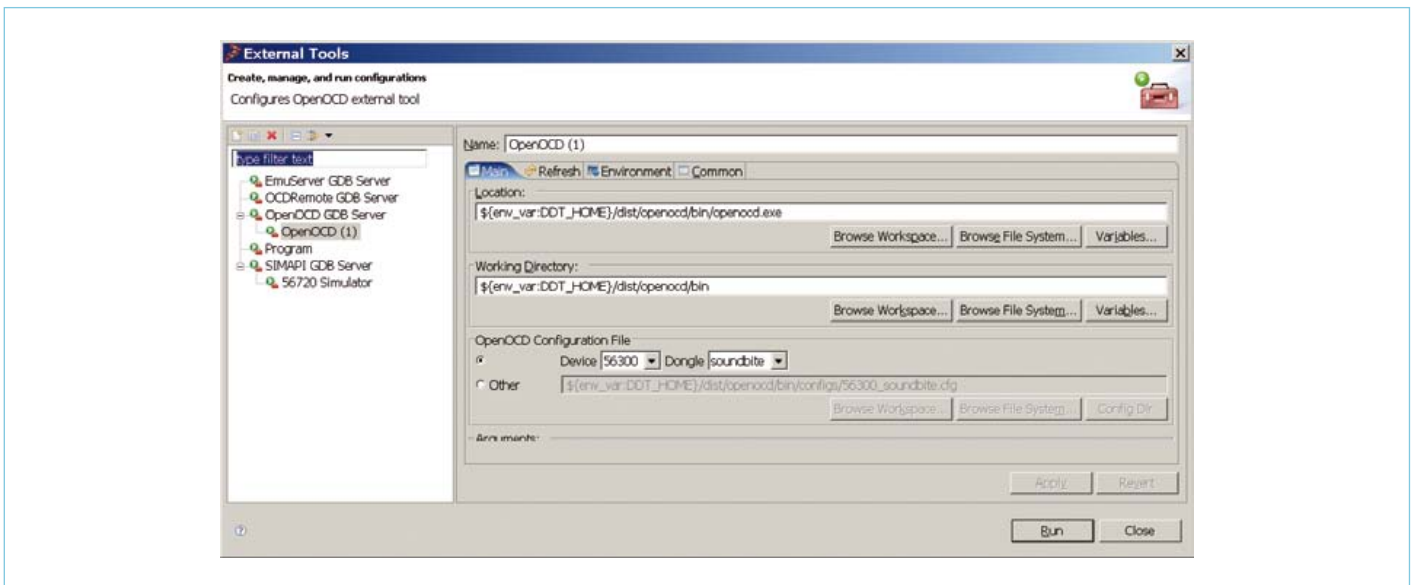 External Tools
Create, manage, and run configurations
Configures OpenOCD external tool
type filter text
EmuServer GDB Server
OCDRemote GDB Server
OpenOCD GDB Server
OpenOCD (1)
Program
SIMAPI GDB Server
56720 Simulator
Name: OpenOCD (1)
Main Refresh Environment Common
Location:
${env_var:DDT_HOME}/dist/openocd/bin/openocd.exe
Browse Workspace... Browse File System... Variables...
Working Directory:
${env_var:DDT_HOME}/dist/openocd/bin
Browse Workspace... Browse File System... Variables...
OpenOCD Configuration File
Device 56300 Dongle soundbite
Other ${env_var:DDT_HOME}/dist/openocd/bin/configs/56300_soundbite.cfg
Browse Workspace... Browse File System... Config Dir
Arguments:
Apply Revert
Run Close